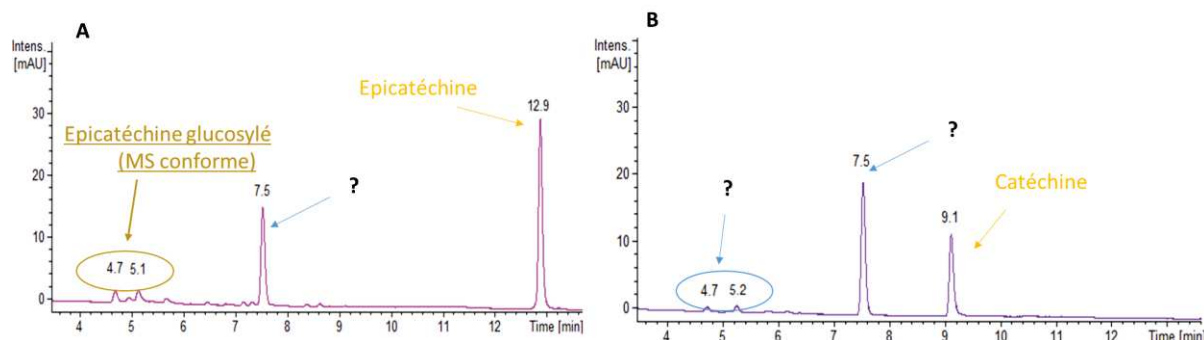 A
Intens.
[mAU]
Epicatéchine
12.9
30
Epicatéchine glucosylé
(MS conforme)
20
7.5
?
10
4.7 5.1
0
4 5 6 7 8 9 10 11 12 Time [min]
B
Intens.
[mAU]
30
?
20
7.5
?
Catéchine
9.1
10
4.7 5.2
0
4 5 6 7 8 9 10 11 12 Time [min]